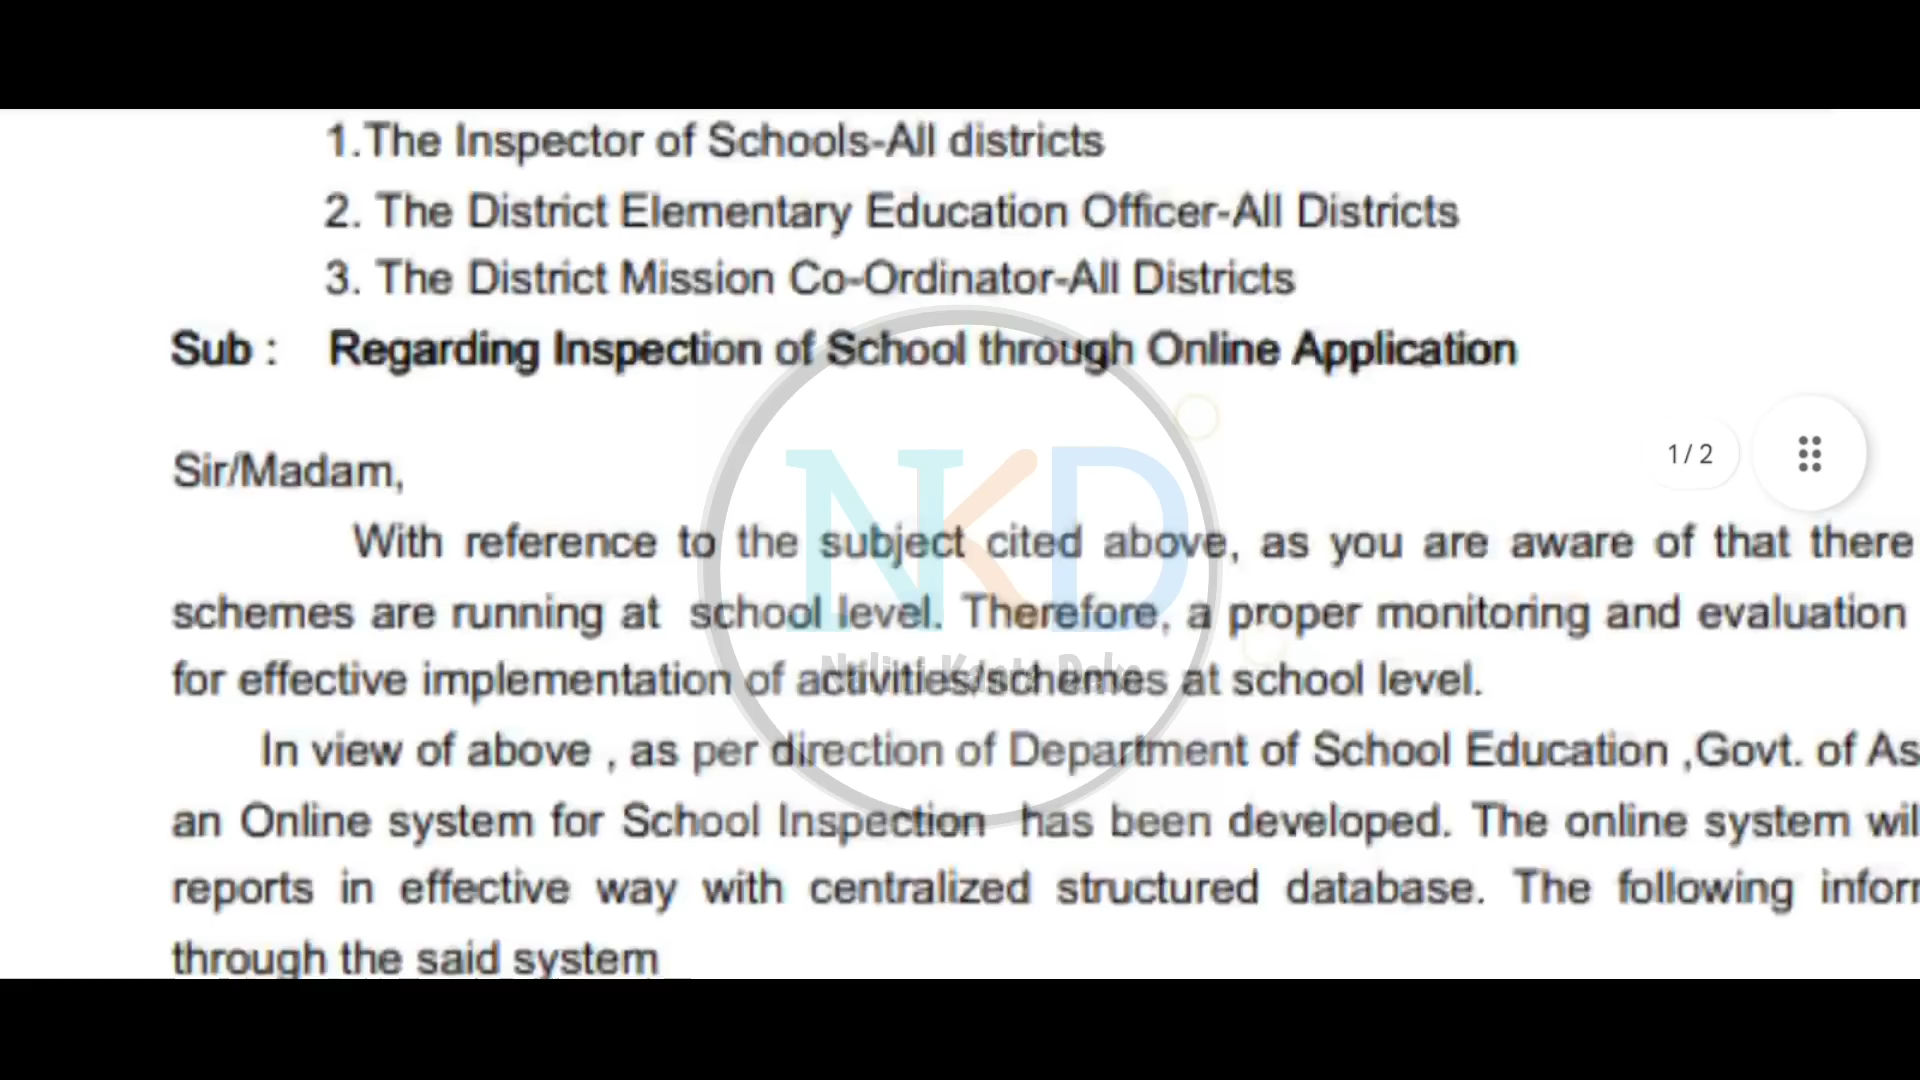 1.The Inspector of Schools-All districts
2. The District Elementary Education Officer-All Districts
3. The District Mission Co-Ordinator-All Districts
Sub : Regarding Inspection of School through Online Application
Sir/Madam,
1/2
With reference to the subject cited above, as you are aware of that there
schemes are running at school level. Therefore, a proper monitoring and evaluation
for effective implementation of activities/schemes at school level.
In view of above , as per direction of Department of School Education ,Govt. of As
an Online system for School Inspection has been developed. The online system wil
reports in effective way with centralized structured database. The following infor
through the said system
NKD